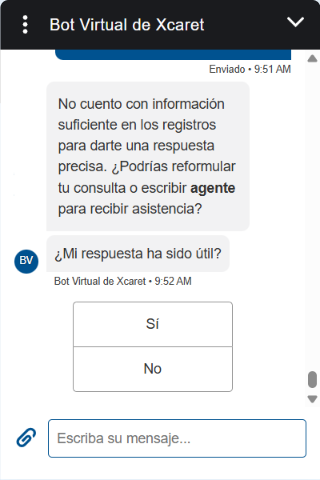 Bot Virtual de Xcaret
Enviado • 9:51 AM
No cuento con información
suficiente en los registros
para darte una respuesta
precisa. ¿Podrías reformular
tu consulta o escribir agente
para recibir asistencia?
¿Mi respuesta ha sido útil?
BV
Bot Virtual de Xcaret • 9:52 AM
Sí
No
Escriba su mensaje...